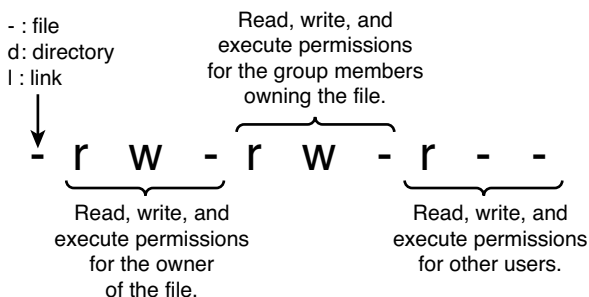 - : file
d: directory
l : link
Read, write, and
execute permissions
for the group members
owning the file.
- r w - r w - r - -
Read, write, and
execute permissions
for the owner
of the file.
Read, write, and
execute permissions
for other users.